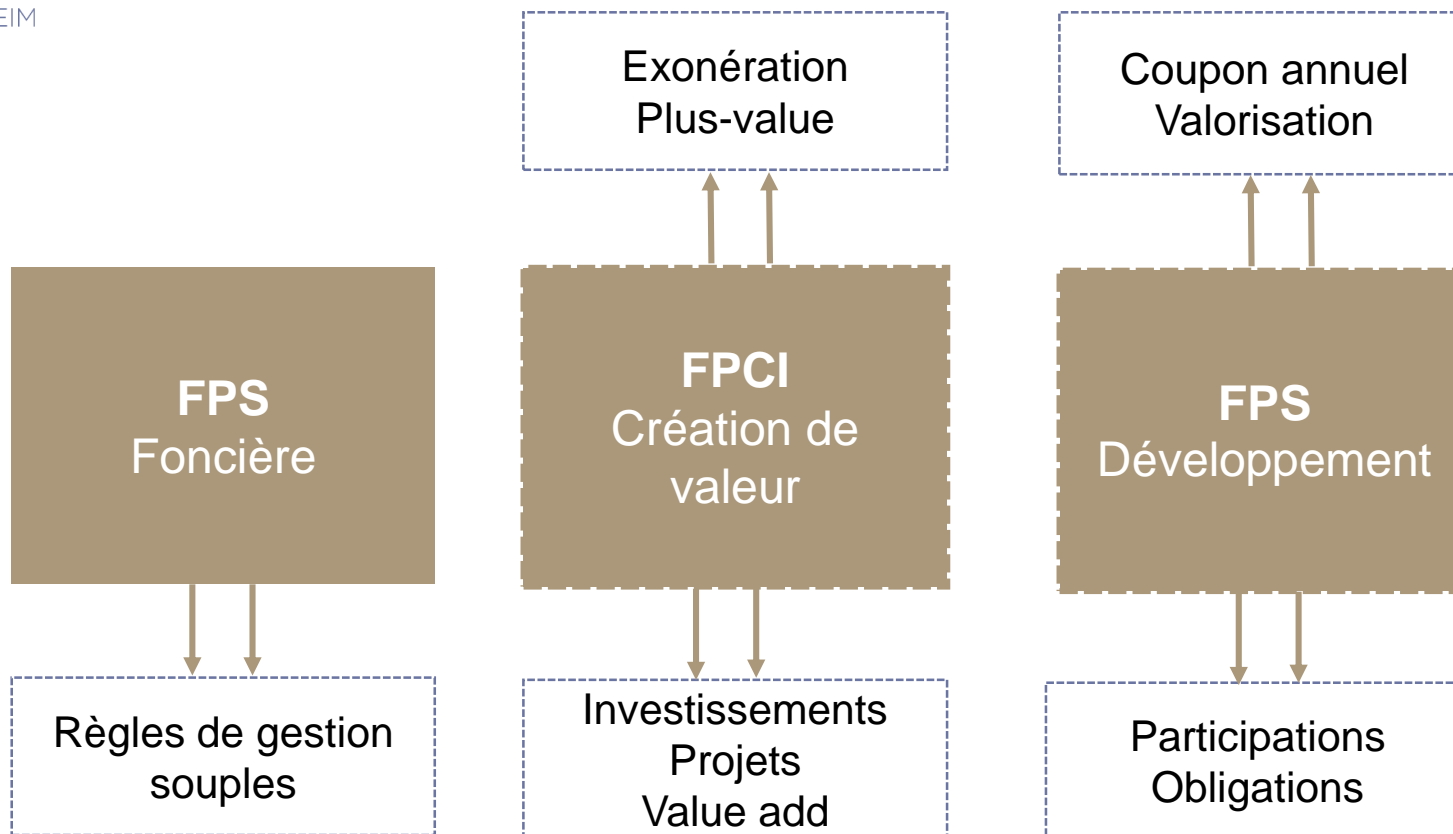 EIM
Exonération
Plus-value
Coupon annuel
Valorisation
FPS
Foncière
FPCI
Création de
valeur
FPS
Développement
Règles de gestion
souples
Investissements
Projets
Value add
Participations
Obligations